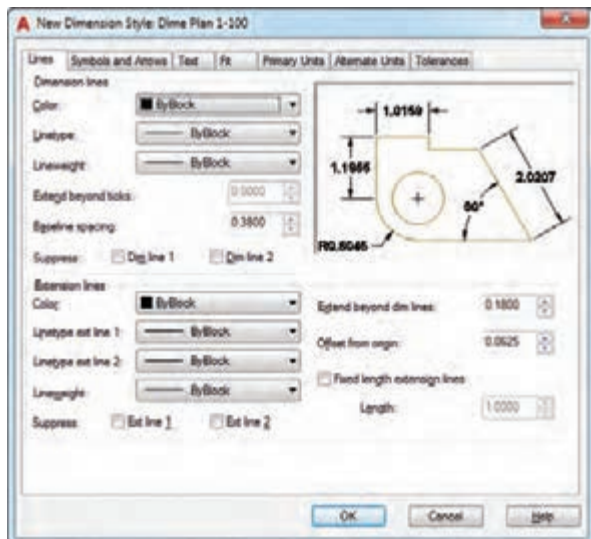 New Dimension Style: Dime Plan 1-100
Lines Symbols and Arrows Text Fit Primary Units Alternate Units Tolerances
Dimension lines
Color: ByBlock
Linetype: ByBlock
Lineweight: ByBlock
Extend beyond ticks: 0.0000
Baseline spacing: 0.3800
Suppress: Dim line 1 Dim line 2
1.0159
1.1955
2.0207
60°
R0.8045
Extension lines
Color: ByBlock
Linetype ext line 1: ByBlock
Linetype ext line 2: ByBlock
Lineweight: ByBlock
Suppress: Ext line 1 Ext line 2
Extend beyond dim lines: 0.1800
Offset from origin: 0.0625
Fixed length extension lines
Length: 1.0000
OK Cancel Help